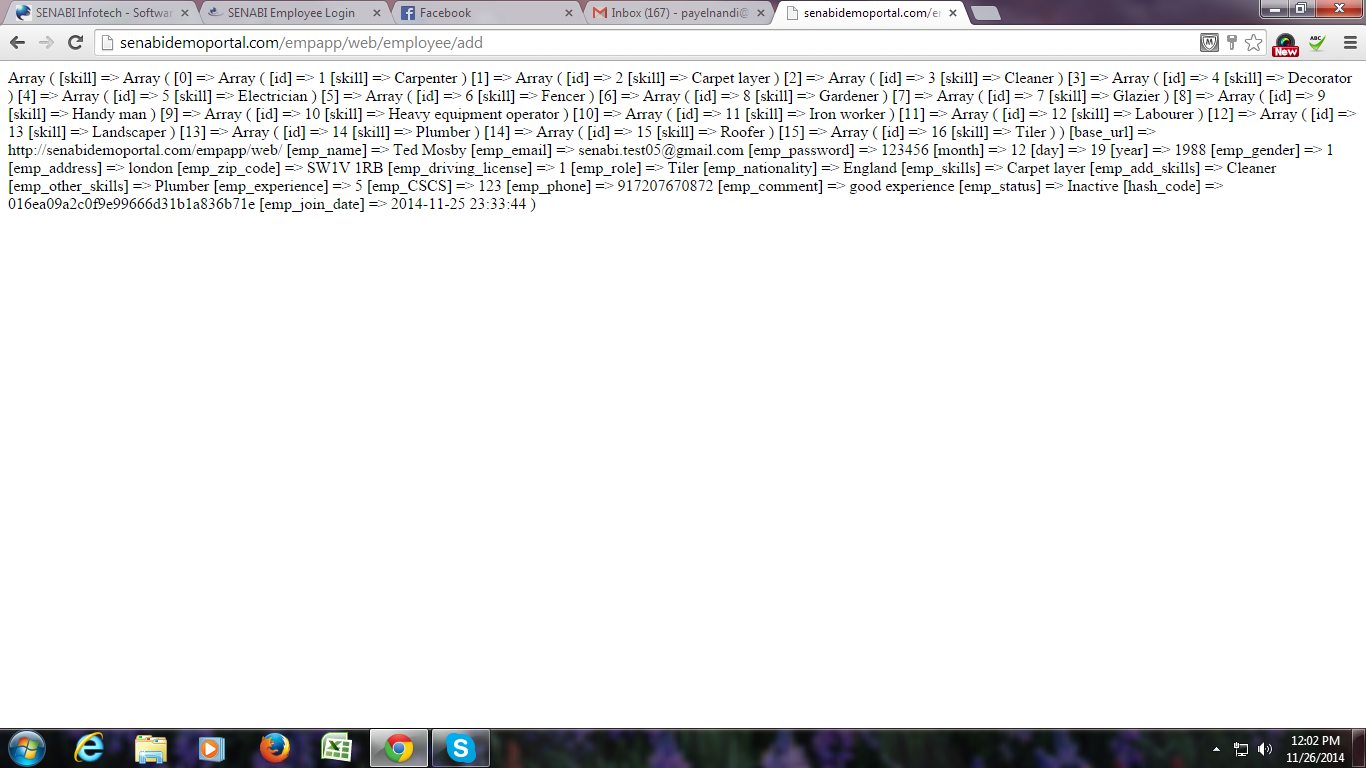 SENABI Infotech - Softwar
SENABI Employee Login
Facebook
Inbox (167) - payelnandi@
senabidemoportal.com/e
senabidemoportal.com/empapp/web/employee/add
ABC
New
Array ( [skill] => Array ( [0] => Array ( [id] => 1 [skill] => Carpenter ) [1] => Array ( [id] => 2 [skill] => Carpet layer ) [2] => Array ( [id] => 3 [skill] => Cleaner ) [3] => Array ( [id] => 4 [skill] => Decorator
) [4] => Array ( [id] => 5 [skill] => Electrician ) [5] => Array ( [id] => 6 [skill] => Fencer ) [6] => Array ( [id] => 8 [skill] => Gardener ) [7] => Array ( [id] => 7 [skill] => Glazier ) [8] => Array ( [id] => 9
[skill] => Handy man ) [9] => Array ( [id] => 10 [skill] => Heavy equipment operator ) [10] => Array ( [id] => 11 [skill] => Iron worker ) [11] => Array ( [id] => 12 [skill] => Labourer ) [12] => Array ( [id] =>
13 [skill] => Landscaper ) [13] => Array ( [id] => 14 [skill] => Plumber ) [14] => Array ( [id] => 15 [skill] => Roofer ) [15] => Array ( [id] => 16 [skill] => Tiler ) ) [base_url] =>
http://senabidemoportal.com/empapp/web/ [emp_name] => Ted Mosby [emp_email] => senabi.test05@gmail.com [emp_password] => 123456 [month] => 12 [day] => 19 [year] => 1988 [emp_gender] => 1
[emp_address] => london [emp_zip_code] => SW1V 1RB [emp_driving_license] => 1 [emp_role] => Tiler [emp_nationality] => England [emp_skills] => Carpet layer [emp_add_skills] => Cleaner
[emp_other_skills] => Plumber [emp_experience] => 5 [emp_CSCS] => 123 [emp_phone] => 917207670872 [emp_comment] => good experience [emp_status] => Inactive [hash_code] =>
016ea09a2c0f9e99666d31b1a836b71e [emp_join_date] => 2014-11-25 23:33:44 )
12:02 PM
11/26/2014